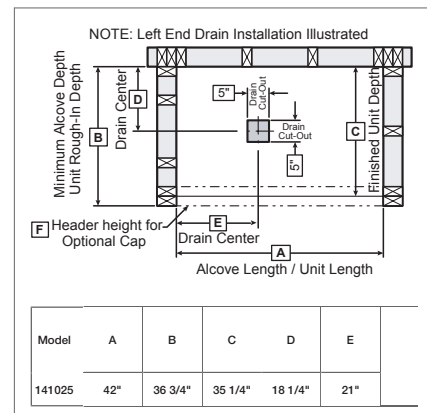 NOTE: Left End Drain Installation Illustrated
Minimum Alcove Depth
Unit Rough-In Depth
B
Drain Center
D
5"
Drain
Cut-Out
Drain
Cut-Out
5"
C
Finished Unit Depth
F Header height for
Optional Cap
E
Drain Center
A
Alcove Length / Unit Length
Model A B C D E
141025 42" 36 3/4" 35 1/4" 18 1/4" 21"